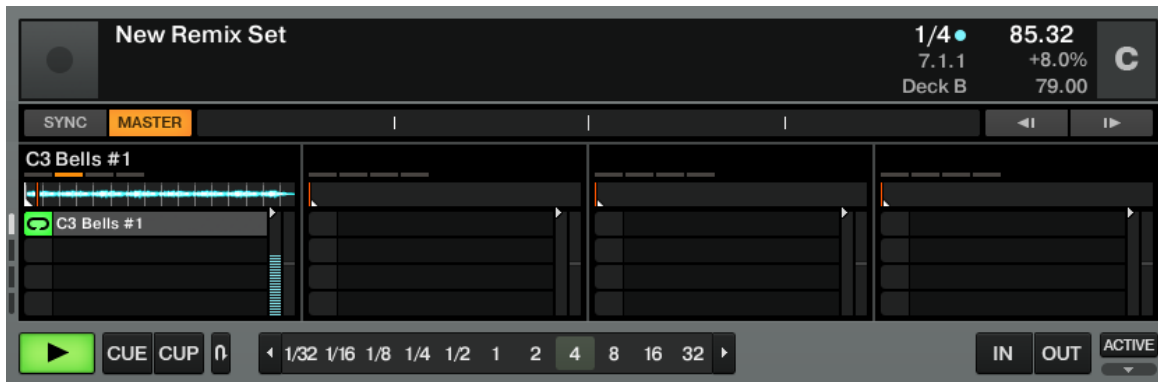 New Remix Set 1/4 85.32
7.1.1 +8.0% C
Deck B 79.00
SYNC MASTER
C3 Bells #1
C3 Bells #1
CUE CUP 1/32 1/16 1/8 1/4 1/2 1 2 4 8 16 32 IN OUT ACTIVE